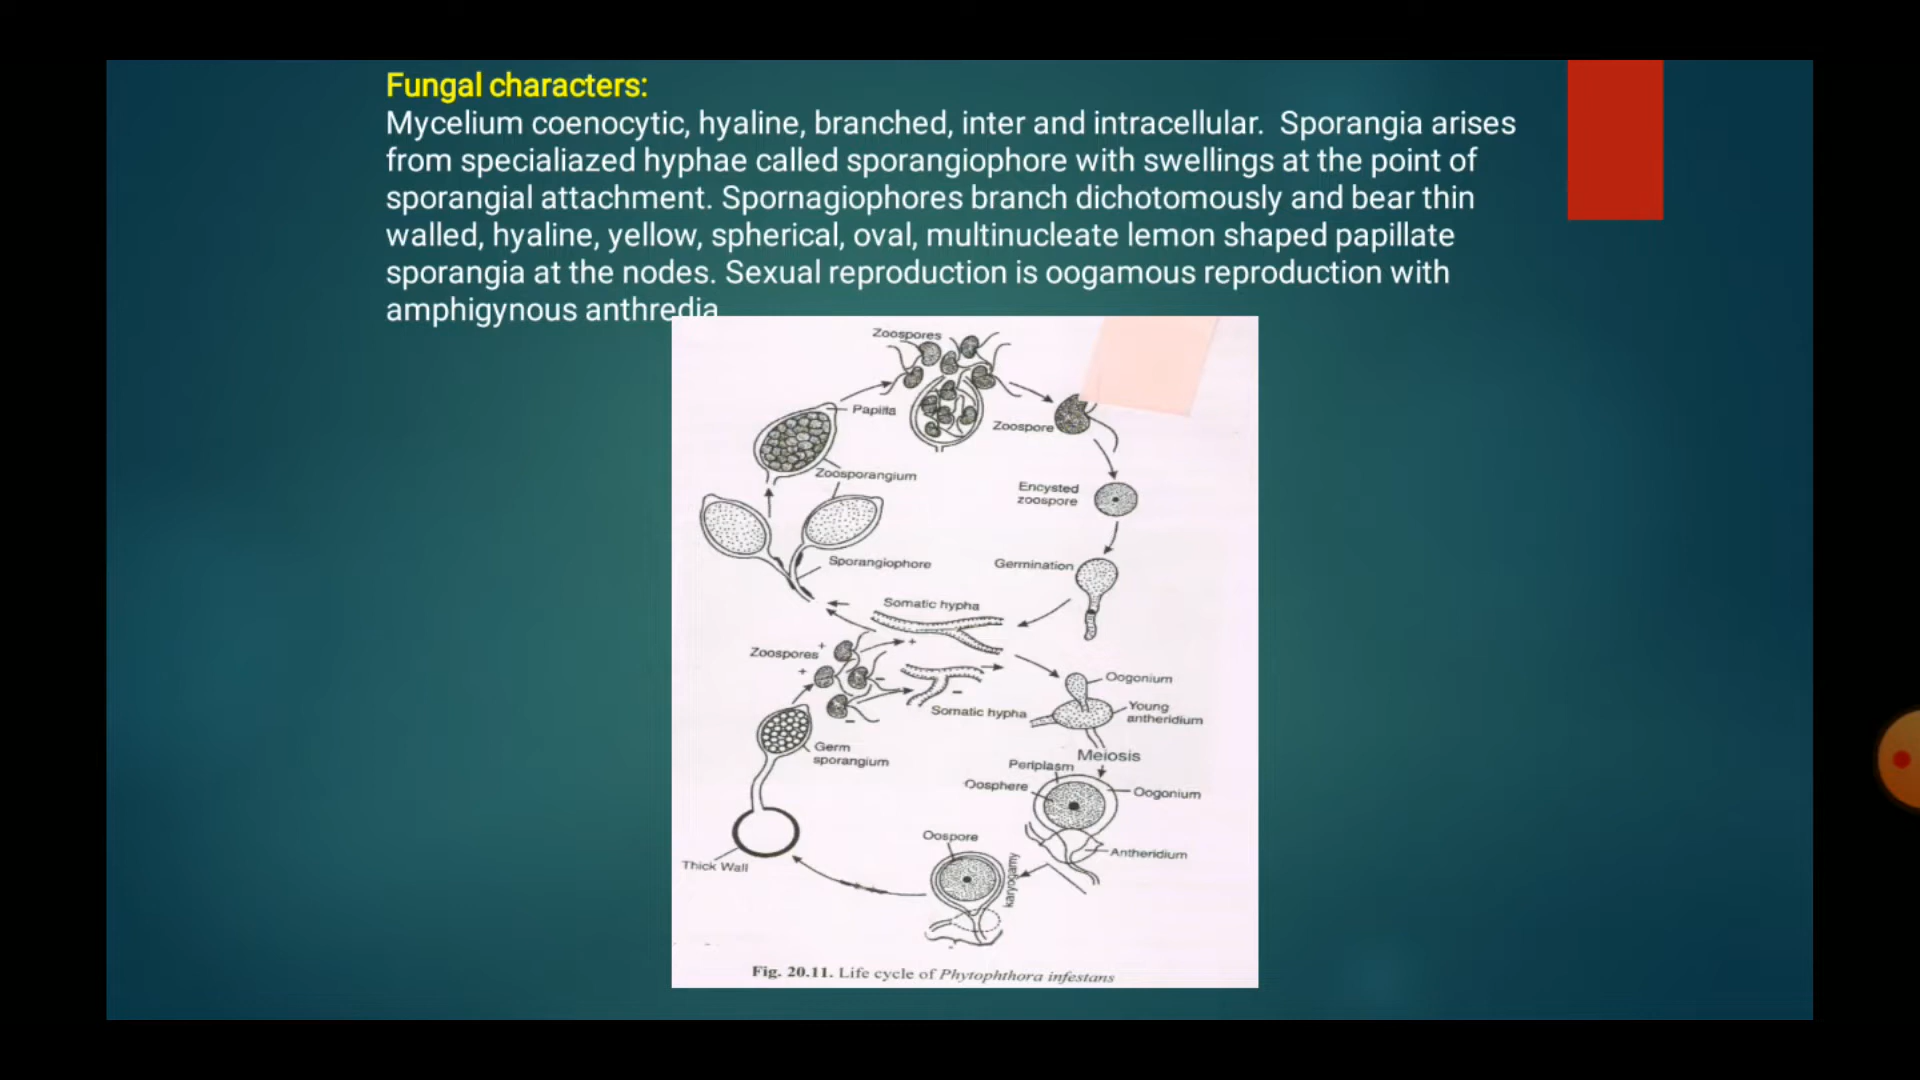 Fungal characters:
Mycelium coenocytic, hyaline, branched, inter and intracellular.  Sporangia arises
from specialiazed hyphae called sporangiophore with swellings at the point of
sporangial attachment. Spornagiophores branch dichotomously and bear thin
walled, hyaline, yellow, spherical, oval, multinucleate lemon shaped papillate
sporangia at the nodes. Sexual reproduction is oogamous reproduction with
amphigynous anthredia
Zoospores
Papilla
Zoospore
Zoosporangium
Encysted
zoospore
Sporangiophore
Germination
Somatic hypha
Zoospores
+
+
+
−
−
−
Oogonium
Somatic hypha
Young
antheridium
Germ
sporangium
Meiosis
Periplasm
Oosphere
Oogonium
Oospore
karyogamy
Antheridium
Thick Wall
Fig. 20.11. Life cycle of Phytophthora infestans